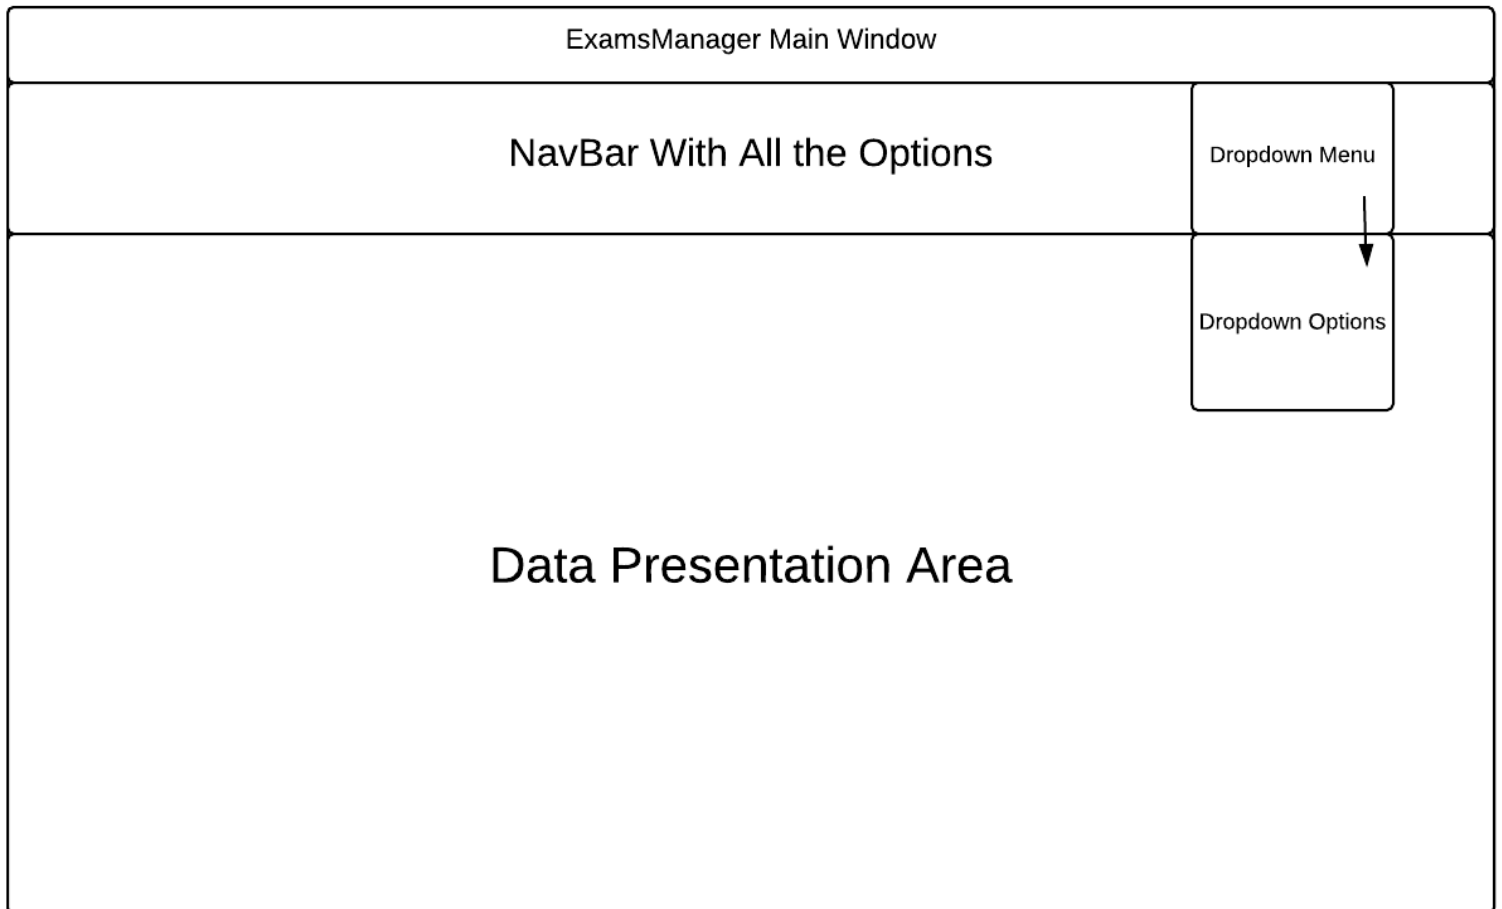 ExamsManager Main Window
NavBar With All the Options
Dropdown Menu
Dropdown Options
Data Presentation Area